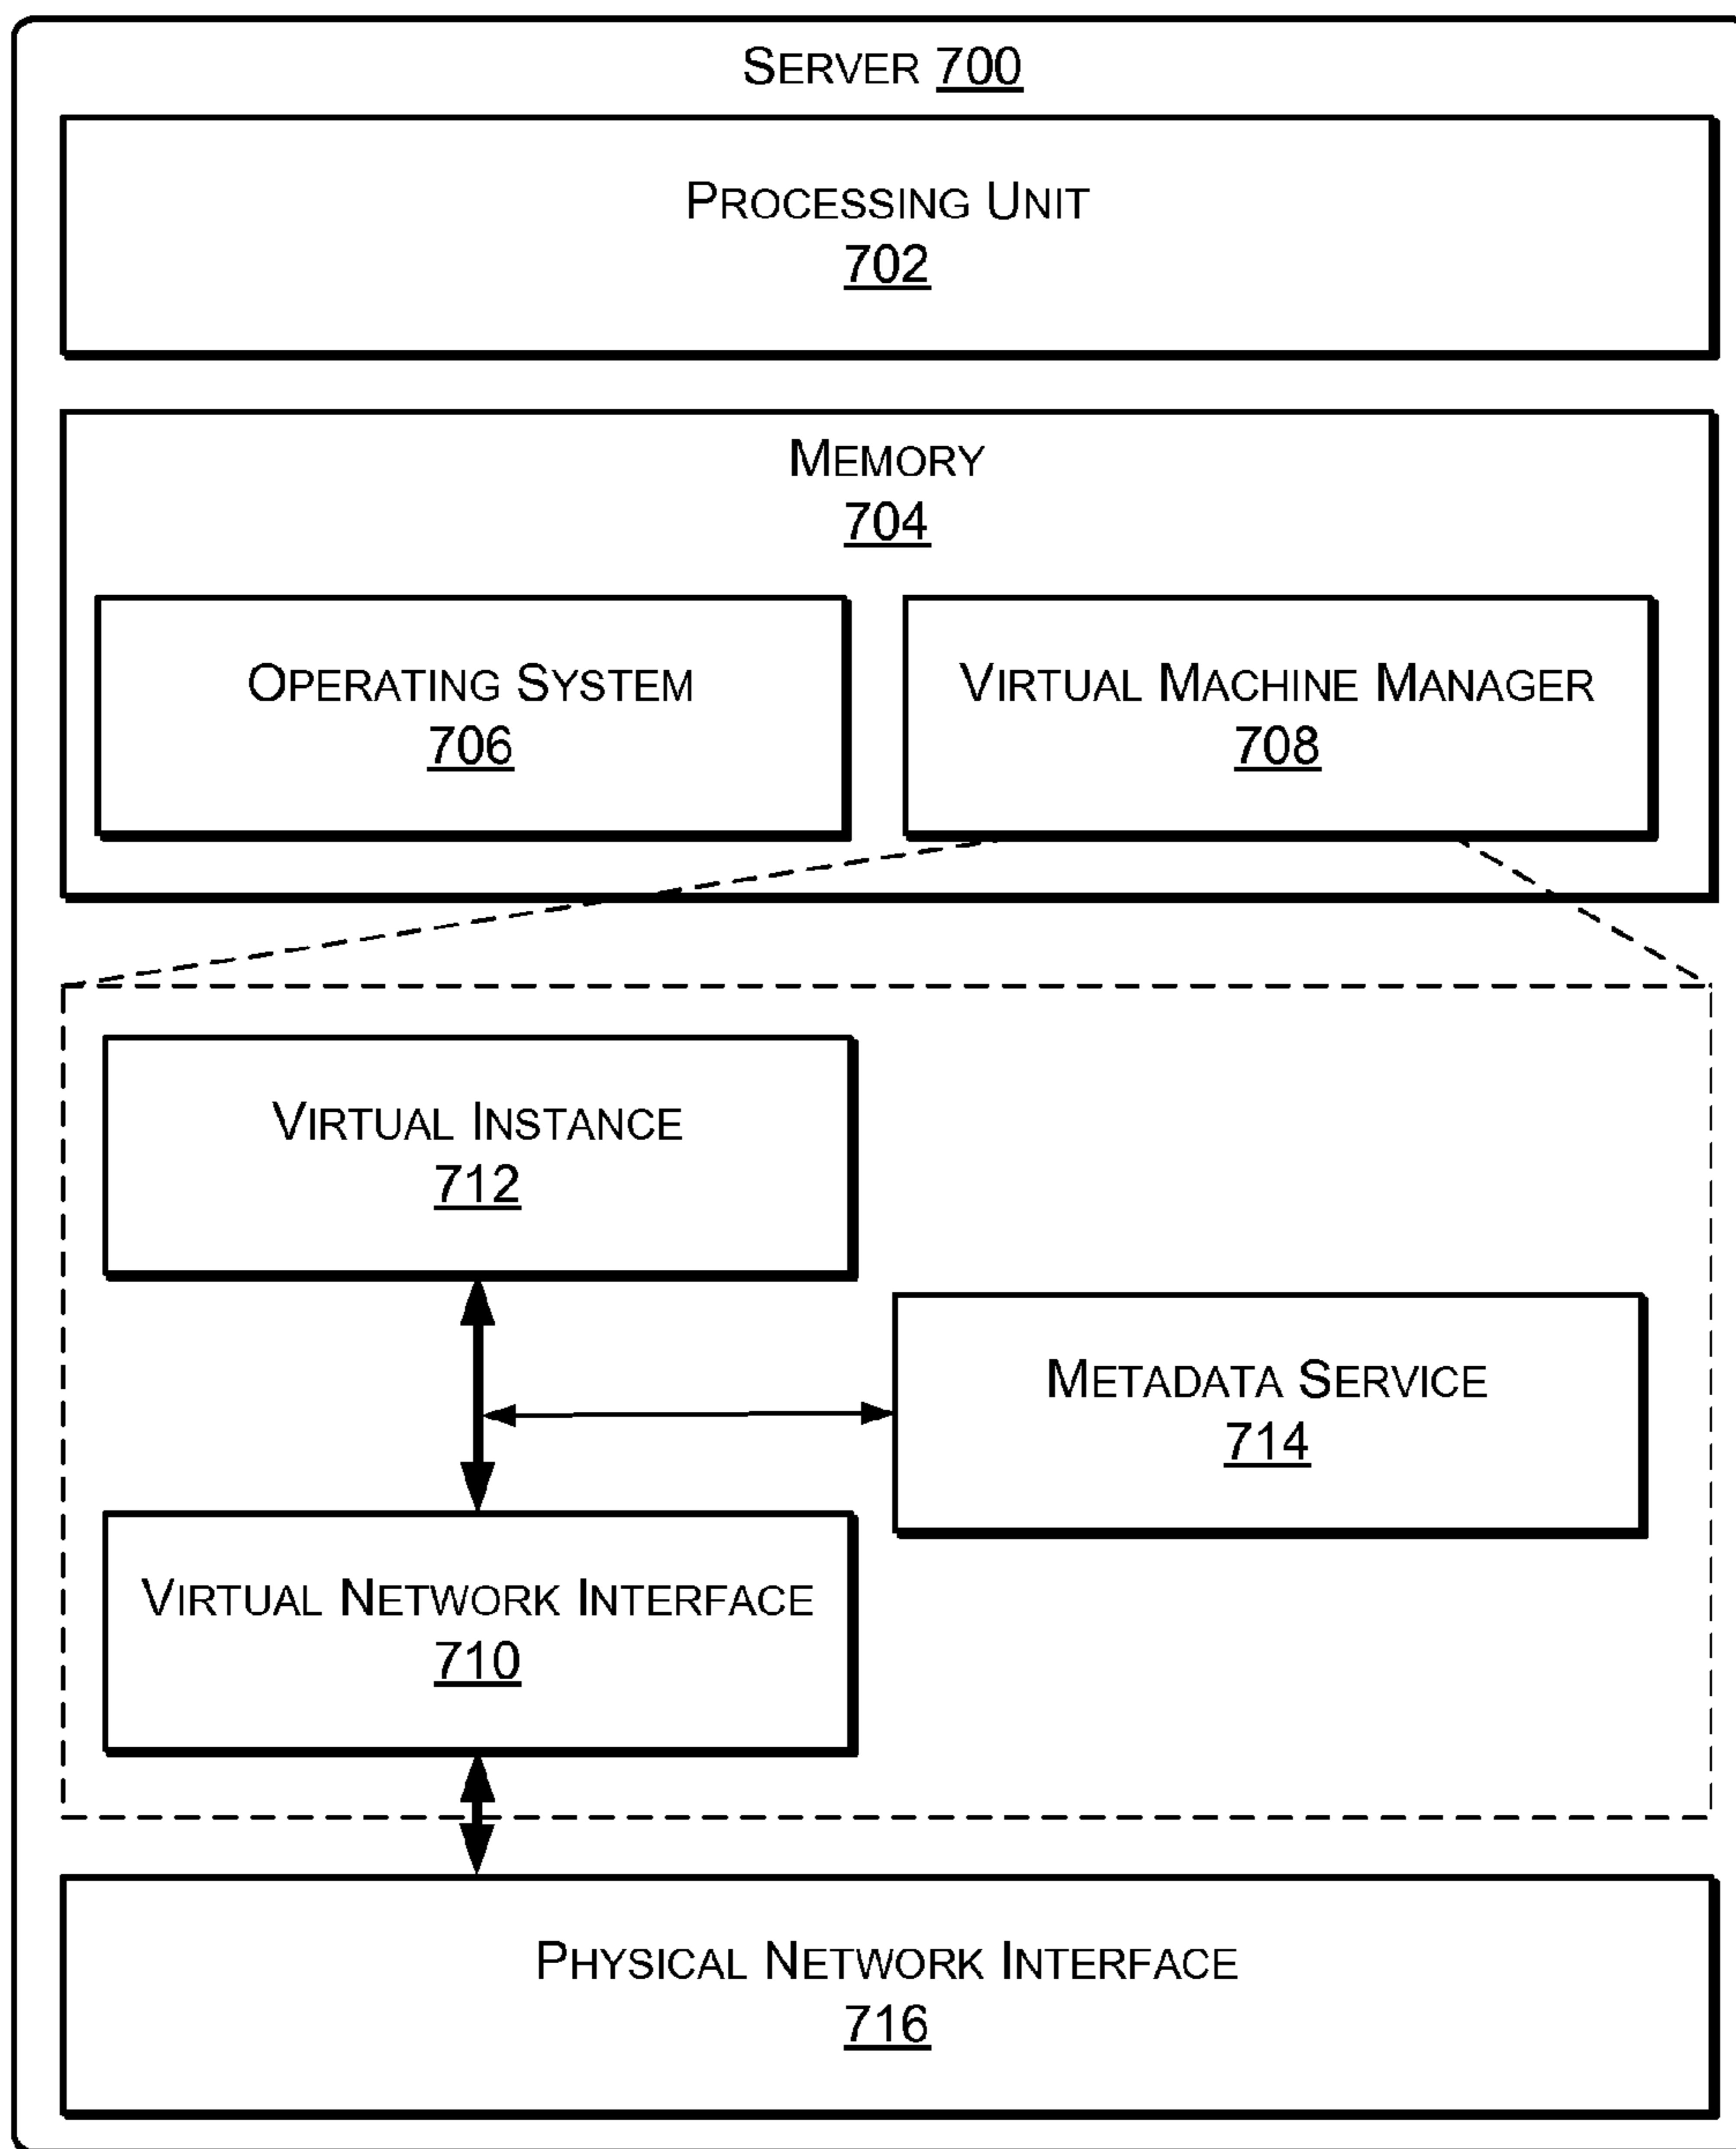 SERVER 700
PROCESSING UNIT
702
MEMORY
704
OPERATING SYSTEM
706
VIRTUAL MACHINE MANAGER
708
VIRTUAL INSTANCE
712
METADATA SERVICE
714
VIRTUAL NETWORK INTERFACE
710
PHYSICAL NETWORK INTERFACE
716